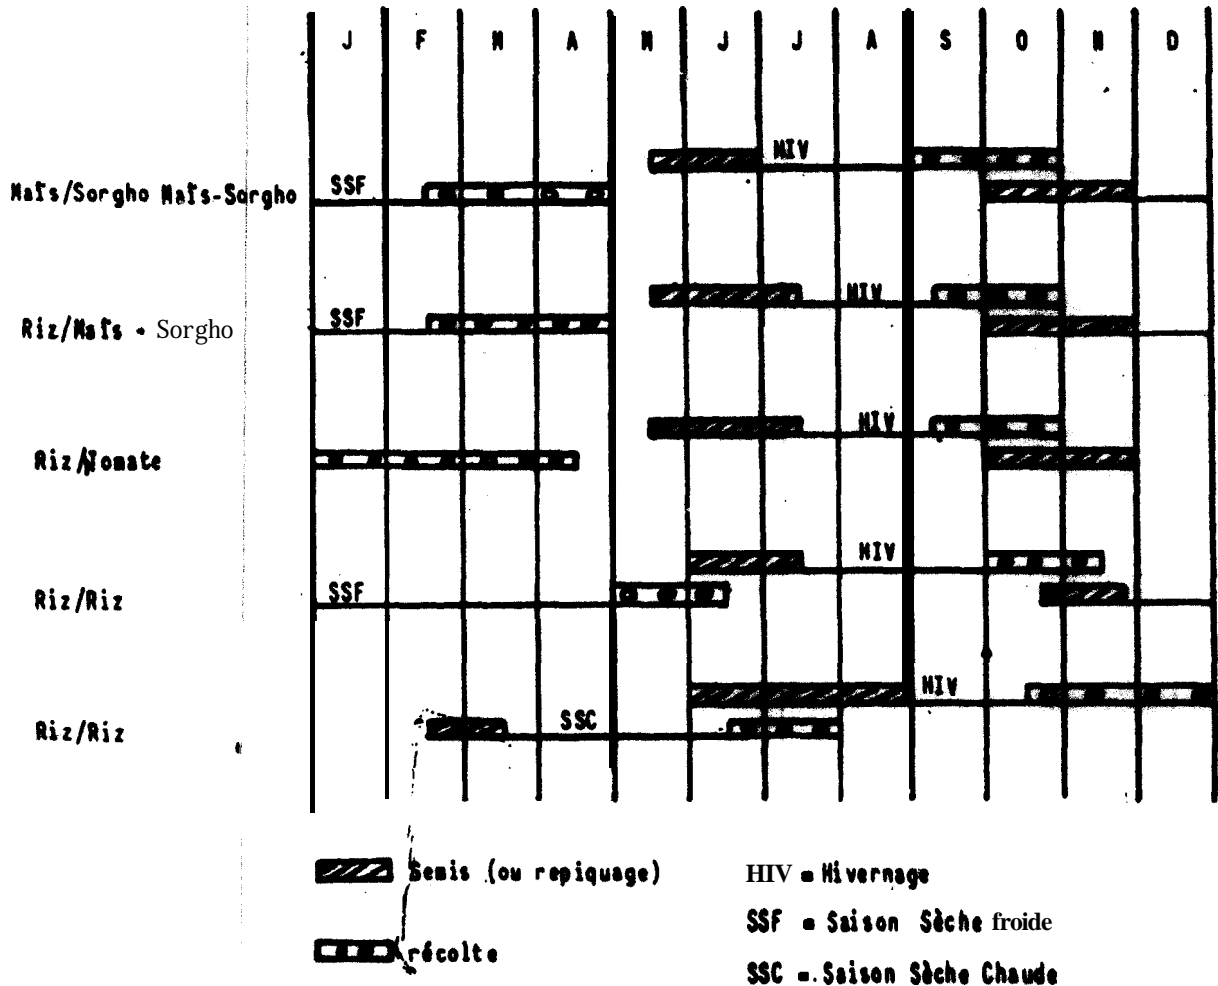 J F M A M J J A S O N D
HIV
Maïs/Sorgho Maïs-Sorgho SSF
HIV
Riz/Maïs - Sorgho SSF
HIV
Riz/Tomate
HIV
Riz/Riz SSF
HIV
Riz/Riz SSC
Semis (ou repiquage)
HIV = Hivernage
SSF = Saison Sèche froide
récolte
SSC = Saison Sèche Chaude